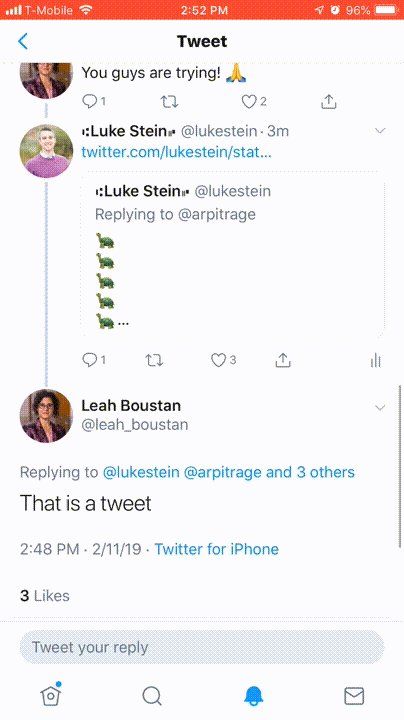 T-Mobile 2:52 PM 96%
Tweet
You guys are trying! 🙏
1 2
⑆Luke Stein⑈ @lukestein · 3m
twitter.com/lukestein/stat...
⑆Luke Stein⑈ @lukestein
Replying to @arpitrage
🐢
🐢
🐢
🐢
🐢...
1 3
Leah Boustan
@leah_boustan
Replying to @lukestein @arpitrage and 3 others
That is a tweet
2:48 PM · 2/11/19 · Twitter for iPhone
3 Likes
Tweet your reply